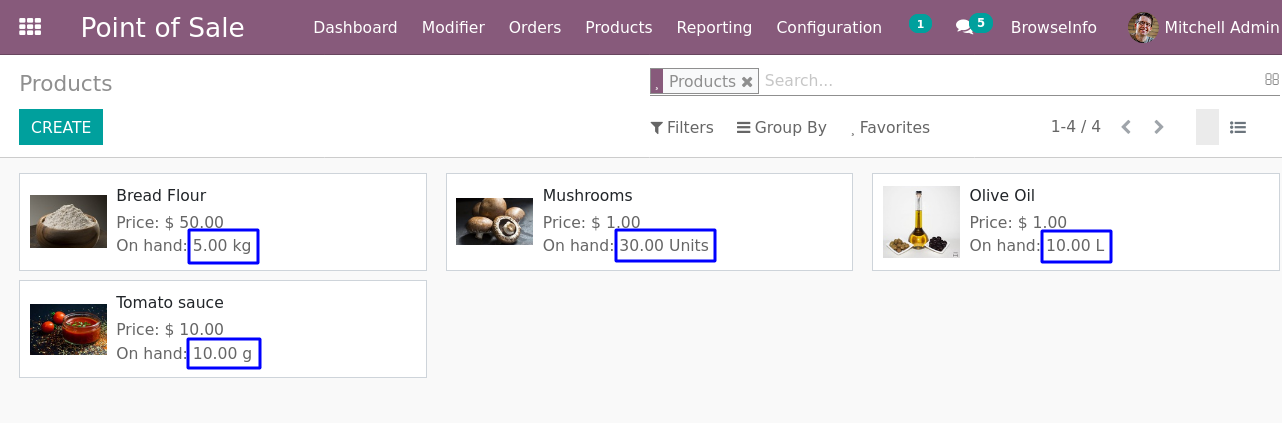 Point of Sale Dashboard Modifier Orders Products Reporting Configuration 1 5 BrowseInfo Mitchell Admin
Products
Products Search...
CREATE
Filters Group By Favorites 1-4 / 4
Bread Flour
Price: $ 50.00
On hand: 5.00 kg
Mushrooms
Price: $ 1.00
On hand: 30.00 Units
Olive Oil
Price: $ 1.00
On hand: 10.00 L
Tomato sauce
Price: $ 10.00
On hand: 10.00 g